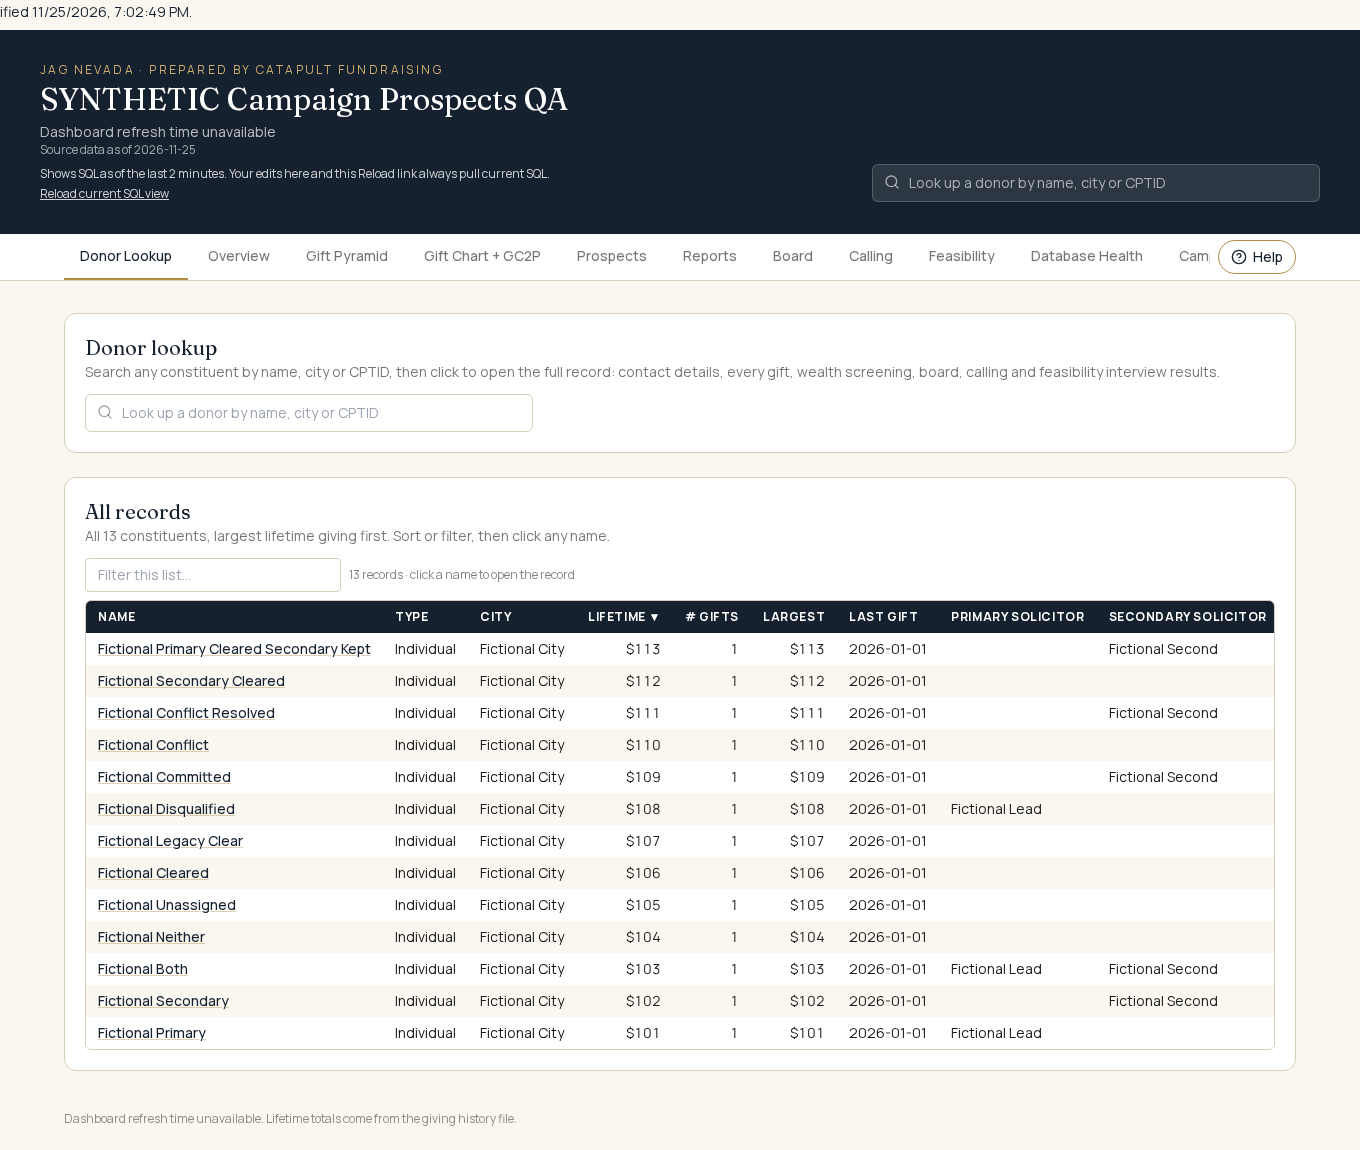 ified 11/25/2026, 7:02:49 PM.
JAG NEVADA · PREPARED BY CATAPULT FUNDRAISING
SYNTHETIC Campaign Prospects QA
Dashboard refresh time unavailable
Source data as of 2026-11-25
Shows SQL as of the last 2 minutes. Your edits here and this Reload link always pull current SQL.
Reload current SQL view
Look up a donor by name, city or CPTID
Donor Lookup Overview Gift Pyramid Gift Chart + GC2P Prospects Reports Board Calling Feasibility Database Health Cam Help
Donor lookup
Search any constituent by name, city or CPTID, then click to open the full record: contact details, every gift, wealth screening, board, calling and feasibility interview results.
Look up a donor by name, city or CPTID
All records
All 13 constituents, largest lifetime giving first. Sort or filter, then click any name.
Filter this list... 13 records · click a name to open the record
NAME TYPE CITY LIFETIME ▼ # GIFTS LARGEST LAST GIFT PRIMARY SOLICITOR SECONDARY SOLICITOR
Fictional Primary Cleared Secondary Kept Individual Fictional City $113 1 $113 2026-01-01 Fictional Second
Fictional Secondary Cleared Individual Fictional City $112 1 $112 2026-01-01
Fictional Conflict Resolved Individual Fictional City $111 1 $111 2026-01-01 Fictional Second
Fictional Conflict Individual Fictional City $110 1 $110 2026-01-01
Fictional Committed Individual Fictional City $109 1 $109 2026-01-01 Fictional Second
Fictional Disqualified Individual Fictional City $108 1 $108 2026-01-01 Fictional Lead
Fictional Legacy Clear Individual Fictional City $107 1 $107 2026-01-01
Fictional Cleared Individual Fictional City $106 1 $106 2026-01-01
Fictional Unassigned Individual Fictional City $105 1 $105 2026-01-01
Fictional Neither Individual Fictional City $104 1 $104 2026-01-01
Fictional Both Individual Fictional City $103 1 $103 2026-01-01 Fictional Lead Fictional Second
Fictional Secondary Individual Fictional City $102 1 $102 2026-01-01 Fictional Second
Fictional Primary Individual Fictional City $101 1 $101 2026-01-01 Fictional Lead
Dashboard refresh time unavailable. Lifetime totals come from the giving history file.